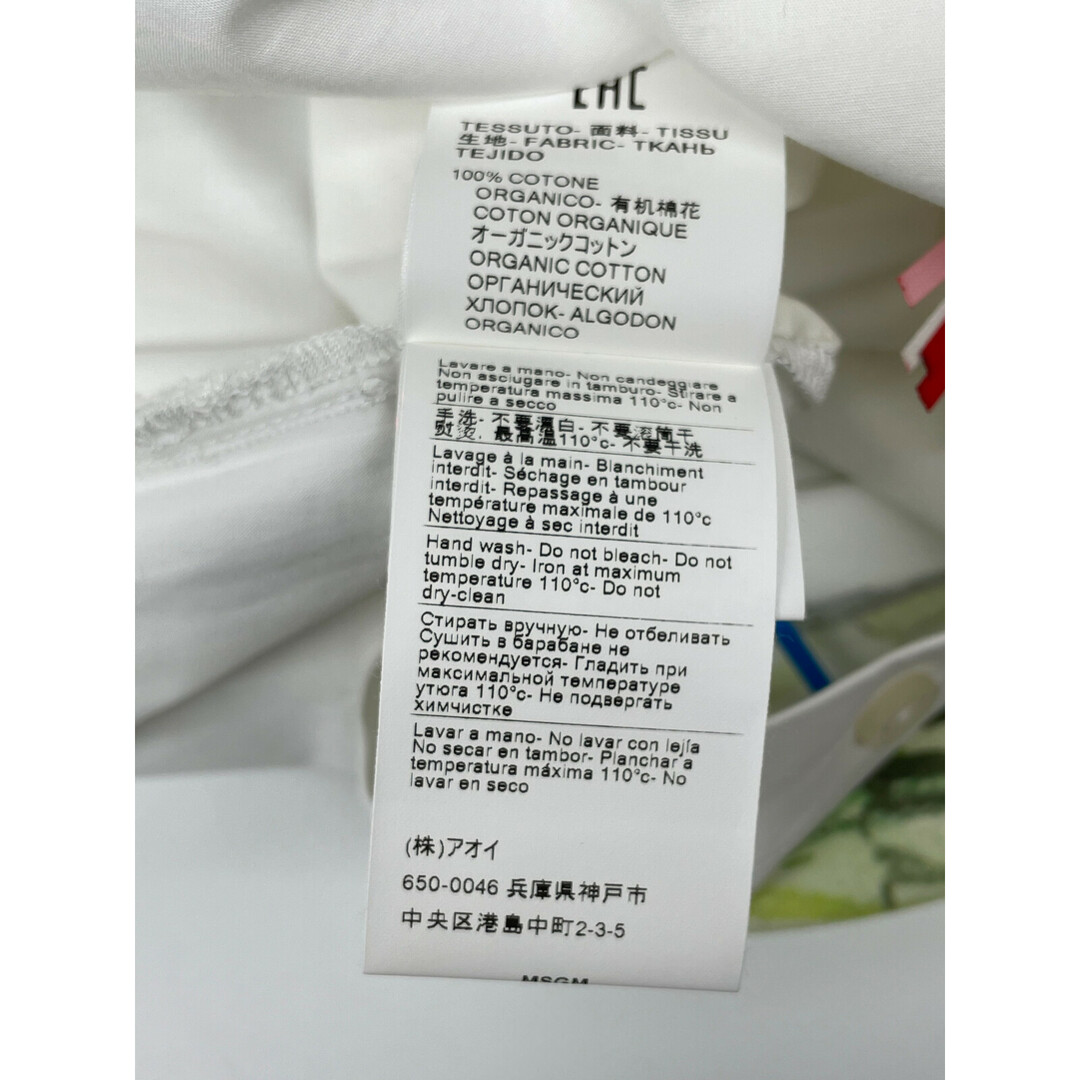 EAC
TESSUTO- 面料- TISSU
生地- FABRIC- ТКАНЬ
TEJIDO
100% COTONE
ORGANICO- 有机棉花
COTON ORGANIQUE
オーガニックコットン
ORGANIC COTTON
ОРГАНИЧЕСКИЙ
ХЛОПОК- ALGODON
ORGANICO
Lavare a mano- Non candeggiare
Non asciugare in tamburo- Stirare a
temperatura massima 110°c- Non
pulire a secco
手洗- 不要漂白- 不要滚筒干
熨烫, 最高温110°c- 不要干洗
Lavage à la main- Blanchiment
interdit- Séchage en tambour
interdit- Repassage à une
température maximale de 110°c
Nettoyage à sec interdit
Hand wash- Do not bleach- Do not
tumble dry- Iron at maximum
temperature 110°c- Do not
dry-clean
Стирать вручную- Не отбеливать
Сушить в барабане не
рекомендуется- Гладить при
максимальной температуре
утюга 110°c- Не подвергать
химчистке
Lavar a mano- No lavar con lejía
No secar en tambor- Planchar a
temperatura máxima 110°c- No
lavar en seco
(株)アオイ
650-0046 兵庫県神戸市
中央区港島中町2-3-5
MSGM